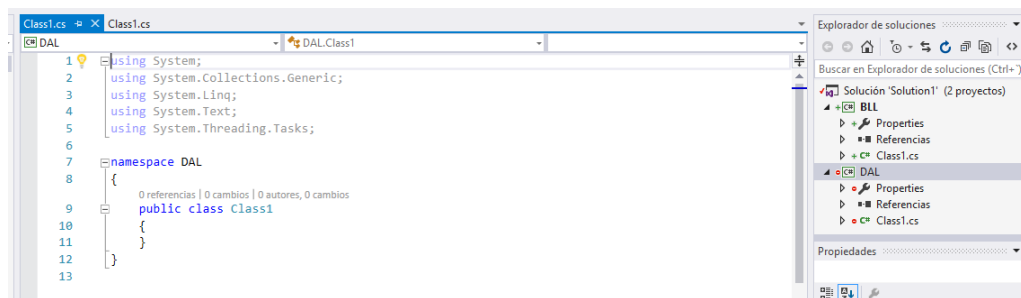 Class1.cs Class1.cs
C# DAL DAL.Class1
1 using System;
2 using System.Collections.Generic;
3 using System.Linq;
4 using System.Text;
5 using System.Threading.Tasks;
6
7 namespace DAL
8 {
0 referencias | 0 cambios | 0 autores, 0 cambios
9 public class Class1
10 {
11 }
12 }
13
Explorador de soluciones
Buscar en Explorador de soluciones (Ctrl+¨)
Solución 'Solution1' (2 proyectos)
C# BLL
Properties
Referencias
C# Class1.cs
C# DAL
Properties
Referencias
C# Class1.cs
Propiedades